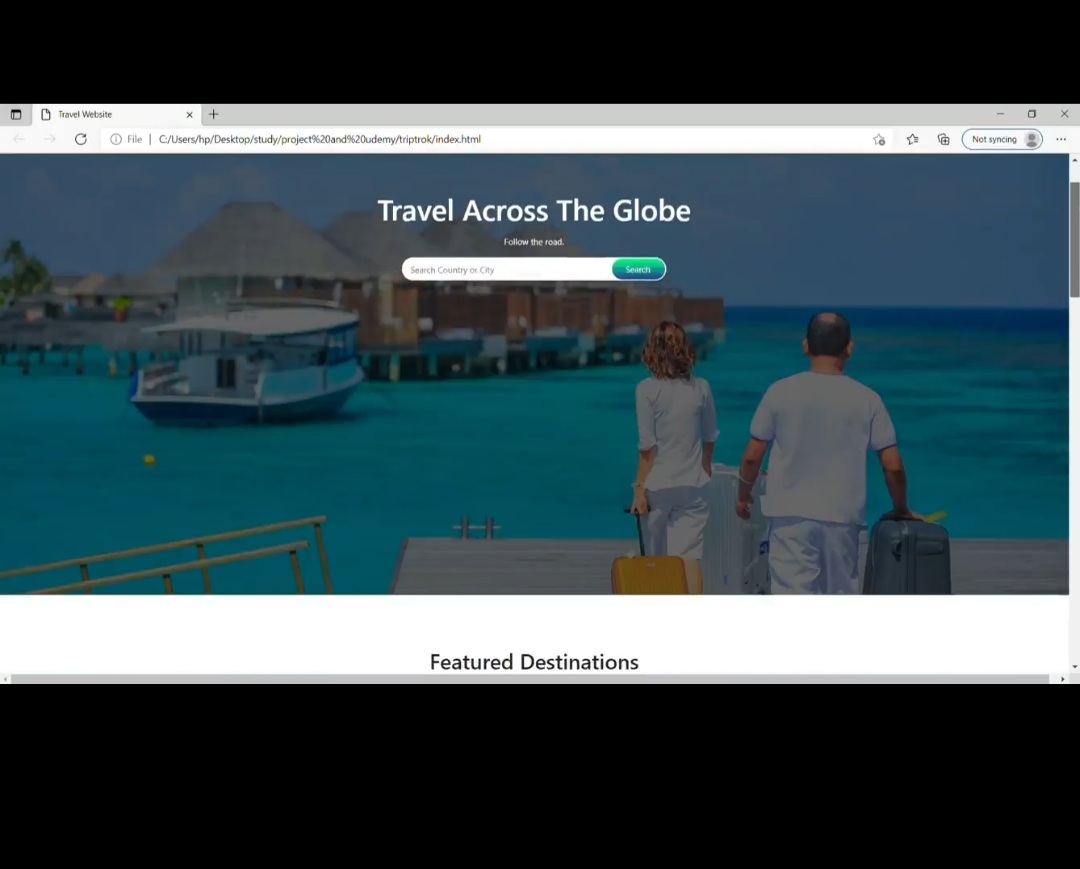 Travel Website
File | C:/Users/hp/Desktop/study/project%20and%20udemy/triptrok/index.html
Not syncing
Travel Across The Globe
Follow the road.
Search Country or City
Search
Featured Destinations